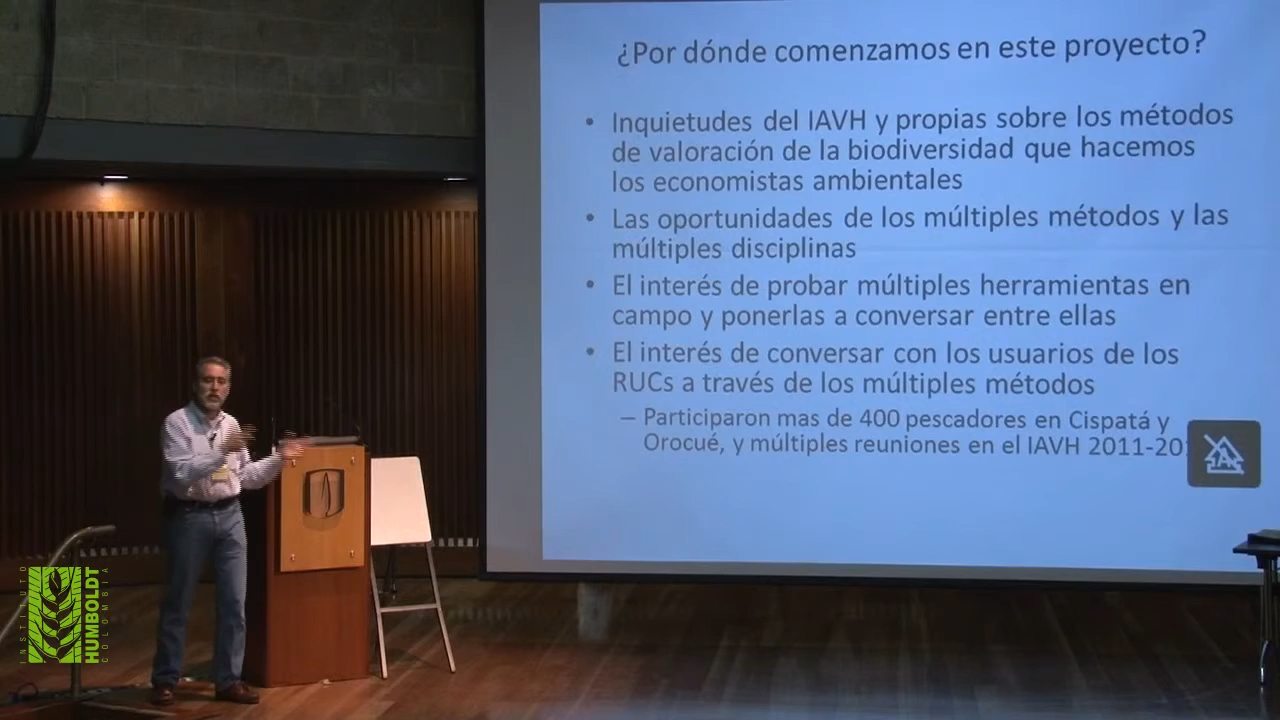 ¿Por dónde comenzamos en este proyecto?
• Inquietudes del IAVH y propias sobre los métodos
de valoración de la biodiversidad que hacemos
los economistas ambientales
• Las oportunidades de los múltiples métodos y las
múltiples disciplinas
• El interés de probar múltiples herramientas en
campo y ponerlas a conversar entre ellas
• El interés de conversar con los usuarios de los
RUCs a través de los múltiples métodos
– Participaron mas de 400 pescadores en Cispatá y
Orocué, y múltiples reuniones en el IAVH 2011-20
INSTITUTO
HUMBOLDT
COLOMBIA